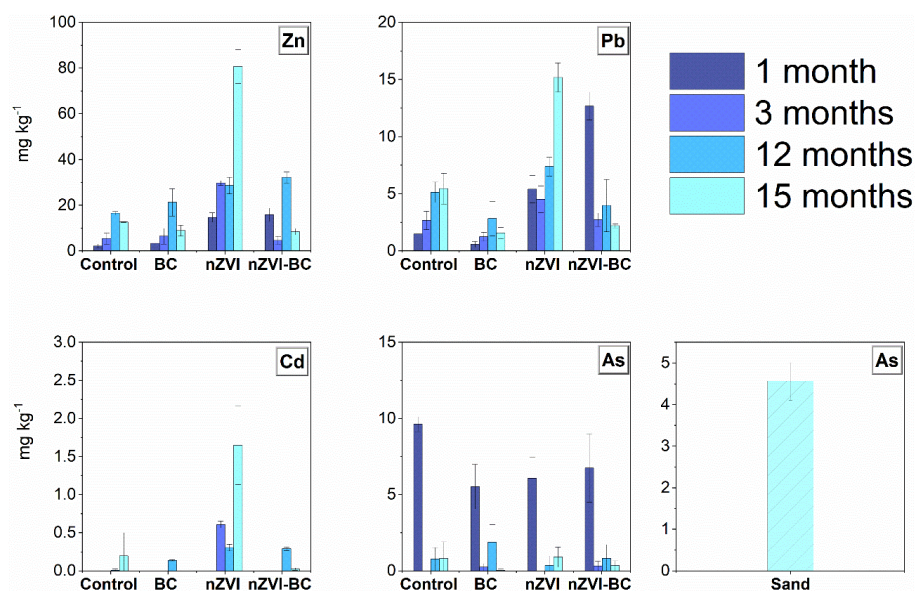 100
80
60
40
20
0
mg kg-1
Zn
Control BC nZVI nZVI-BC
20
15
10
5
0
Pb
Control BC nZVI nZVI-BC
1 month
3 months
12 months
15 months
3.0
2.5
2.0
1.5
1.0
0.5
0.0
mg kg-1
Cd
Control BC nZVI nZVI-BC
15
10
5
0
As
Control BC nZVI nZVI-BC
5
4
3
2
1
0
As
Sand